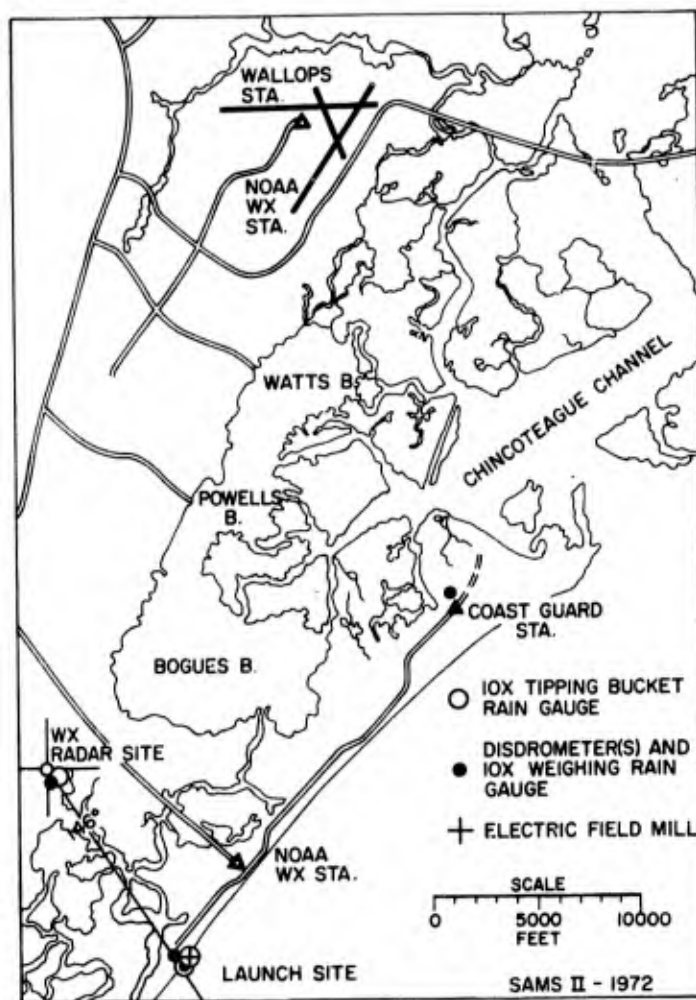 WALLOPS
STA.
NOAA
WX
STA.
WATTS B.
CHINCOTEAGUE CHANNEL
POWELLS
B.
COAST GUARD
STA.
BOGUES B.
WX
RADAR SITE
10X TIPPING BUCKET
RAIN GAUGE
DISDROMETER(S) AND
10X WEIGHING RAIN
GAUGE
ELECTRIC FIELD MILL
NOAA
WX STA.
SCALE
0 5000 10000
FEET
LAUNCH SITE
SAMS II - 1972